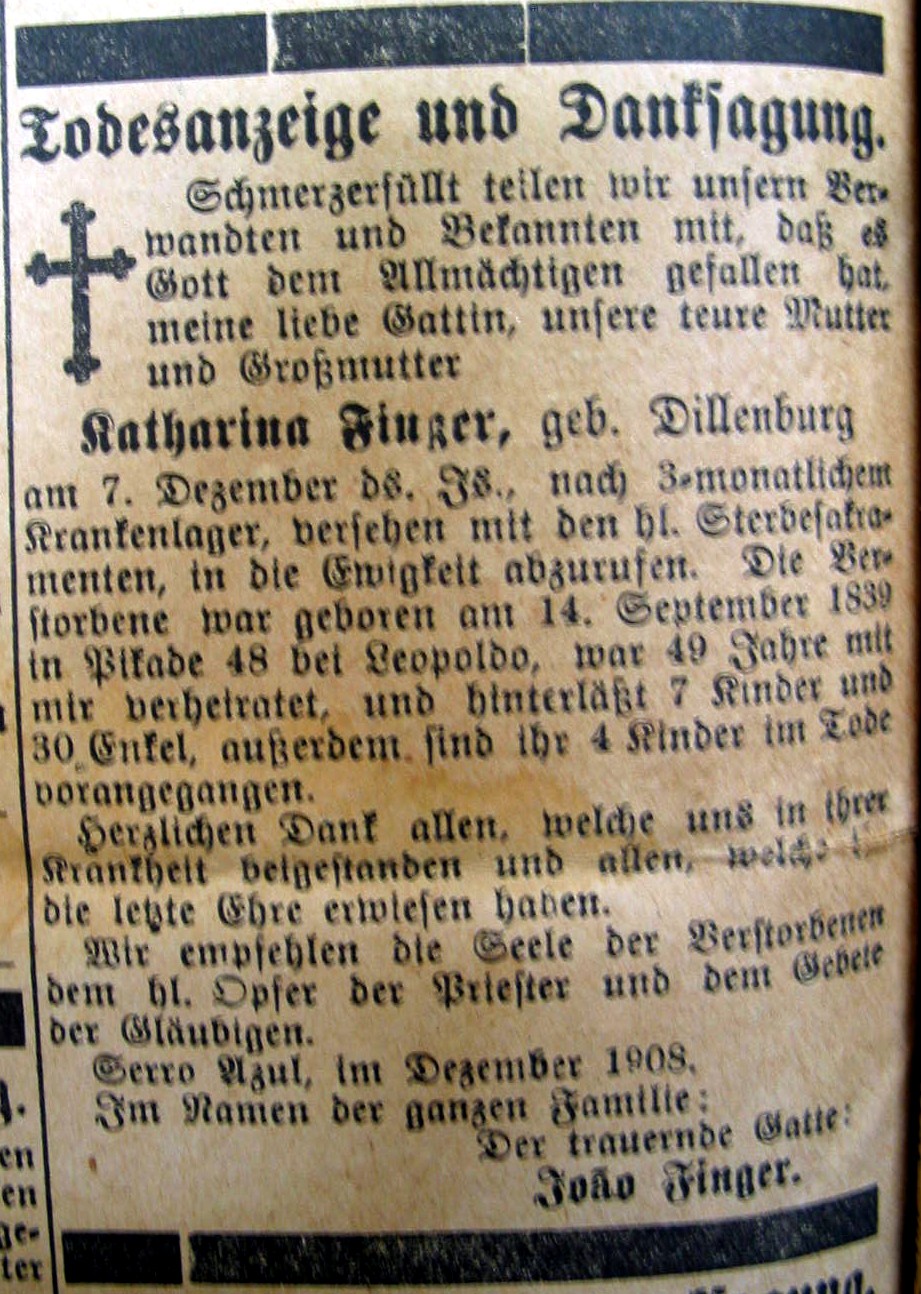 Todesanzeige und Danksagung.
Schmerzerfüllt teilen wir unsern Ver-
wandten und Bekannten mit, daß es
Gott dem Allmächtigen gefallen hat,
meine liebe Gattin, unsere teure Mutter
und Großmutter
Katharina Finger, geb. Dillenburg
am 7. Dezember ds. Js., nach 3-monatlichem
Krankenlager, versehen mit den hl. Sterbesakra-
menten, in die Ewigkeit abzurufen. Die Ver-
storbene war geboren am 14. September 1839
in Pikade 48 bei Leopoldo, war 49 Jahre mit
mir verheiratet, und hinterläßt 7 Kinder und
30 Enkel, außerdem sind ihr 4 Kinder im Tode
vorangegangen.
Herzlichen Dank allen, welche uns in ihrer
Krankheit beigestanden und allen, welche
die letzte Ehre erwiesen haben.
Wir empfehlen die Seele der Verstorbenen
dem hl. Opfer der Priester und dem Gebete
der Gläubigen.
Serro Azul, im Dezember 1908.
Im Namen der ganzen Familie:
Der trauernde Gatte:
João Finger.
en
en
ge-
ter